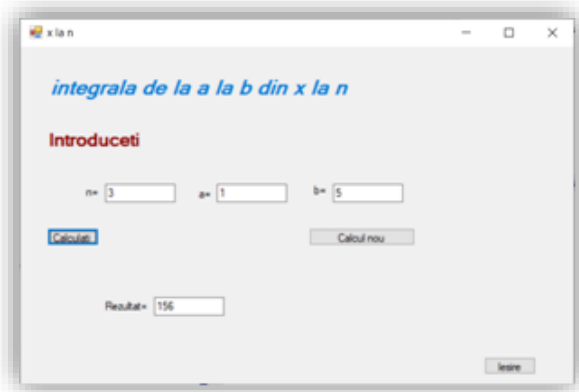 x la n
integrala de la a la b din x la n
Introduceti
n= 3 a= 1 b= 5
Calculati Calcul nou
Rezultat= 156
Iesire